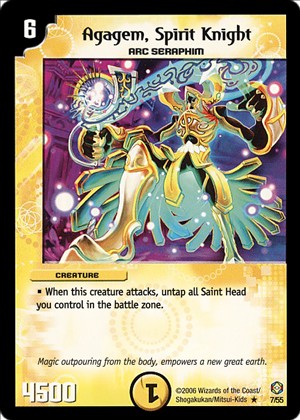 6
Agagem, Spirit Knight
ARC SERAPHIM
CREATURE
▪ When this creature attacks, untap all Saint Head
you control in the battle zone.
Magic outpouring from the body, empowers a new great earth.
4500
1
©2006 Wizards of the Coast/
Shogakukan/Mitsui-Kids ★ 7/55